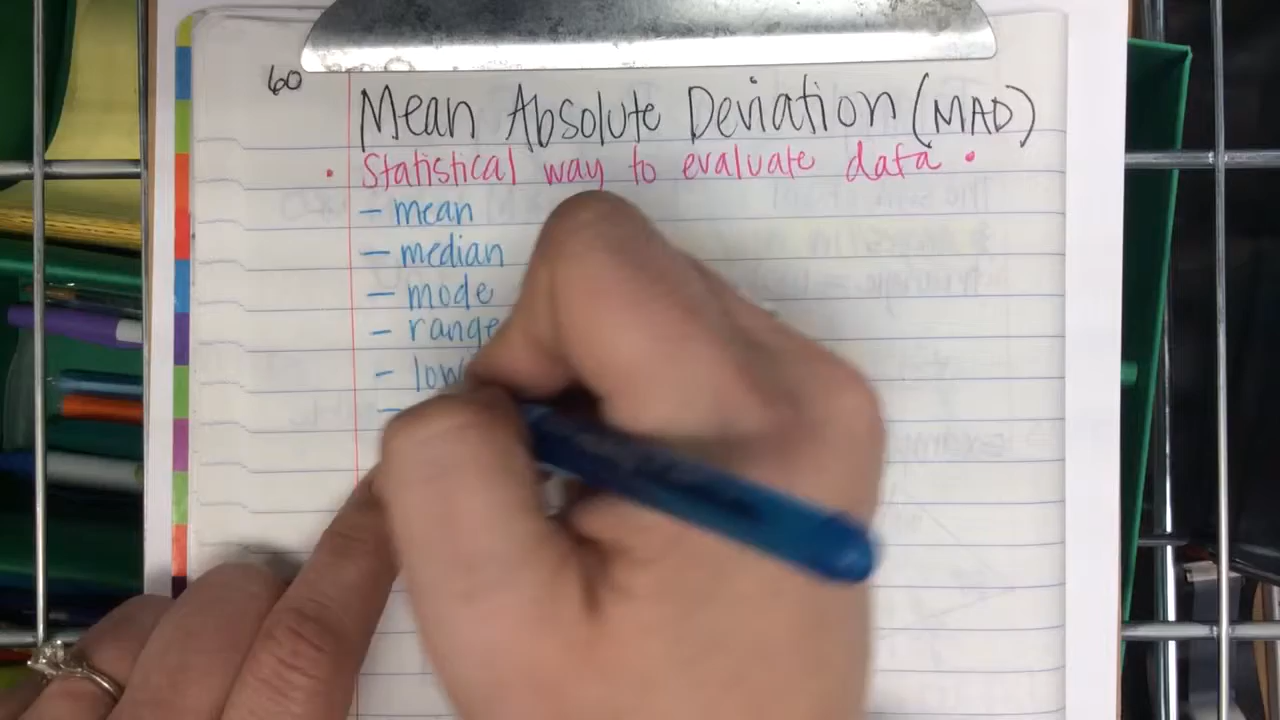 60
Mean Absolute Deviation (MAD)
• Statistical way to evaluate data •
- mean
- median
- mode
- range
- low
-